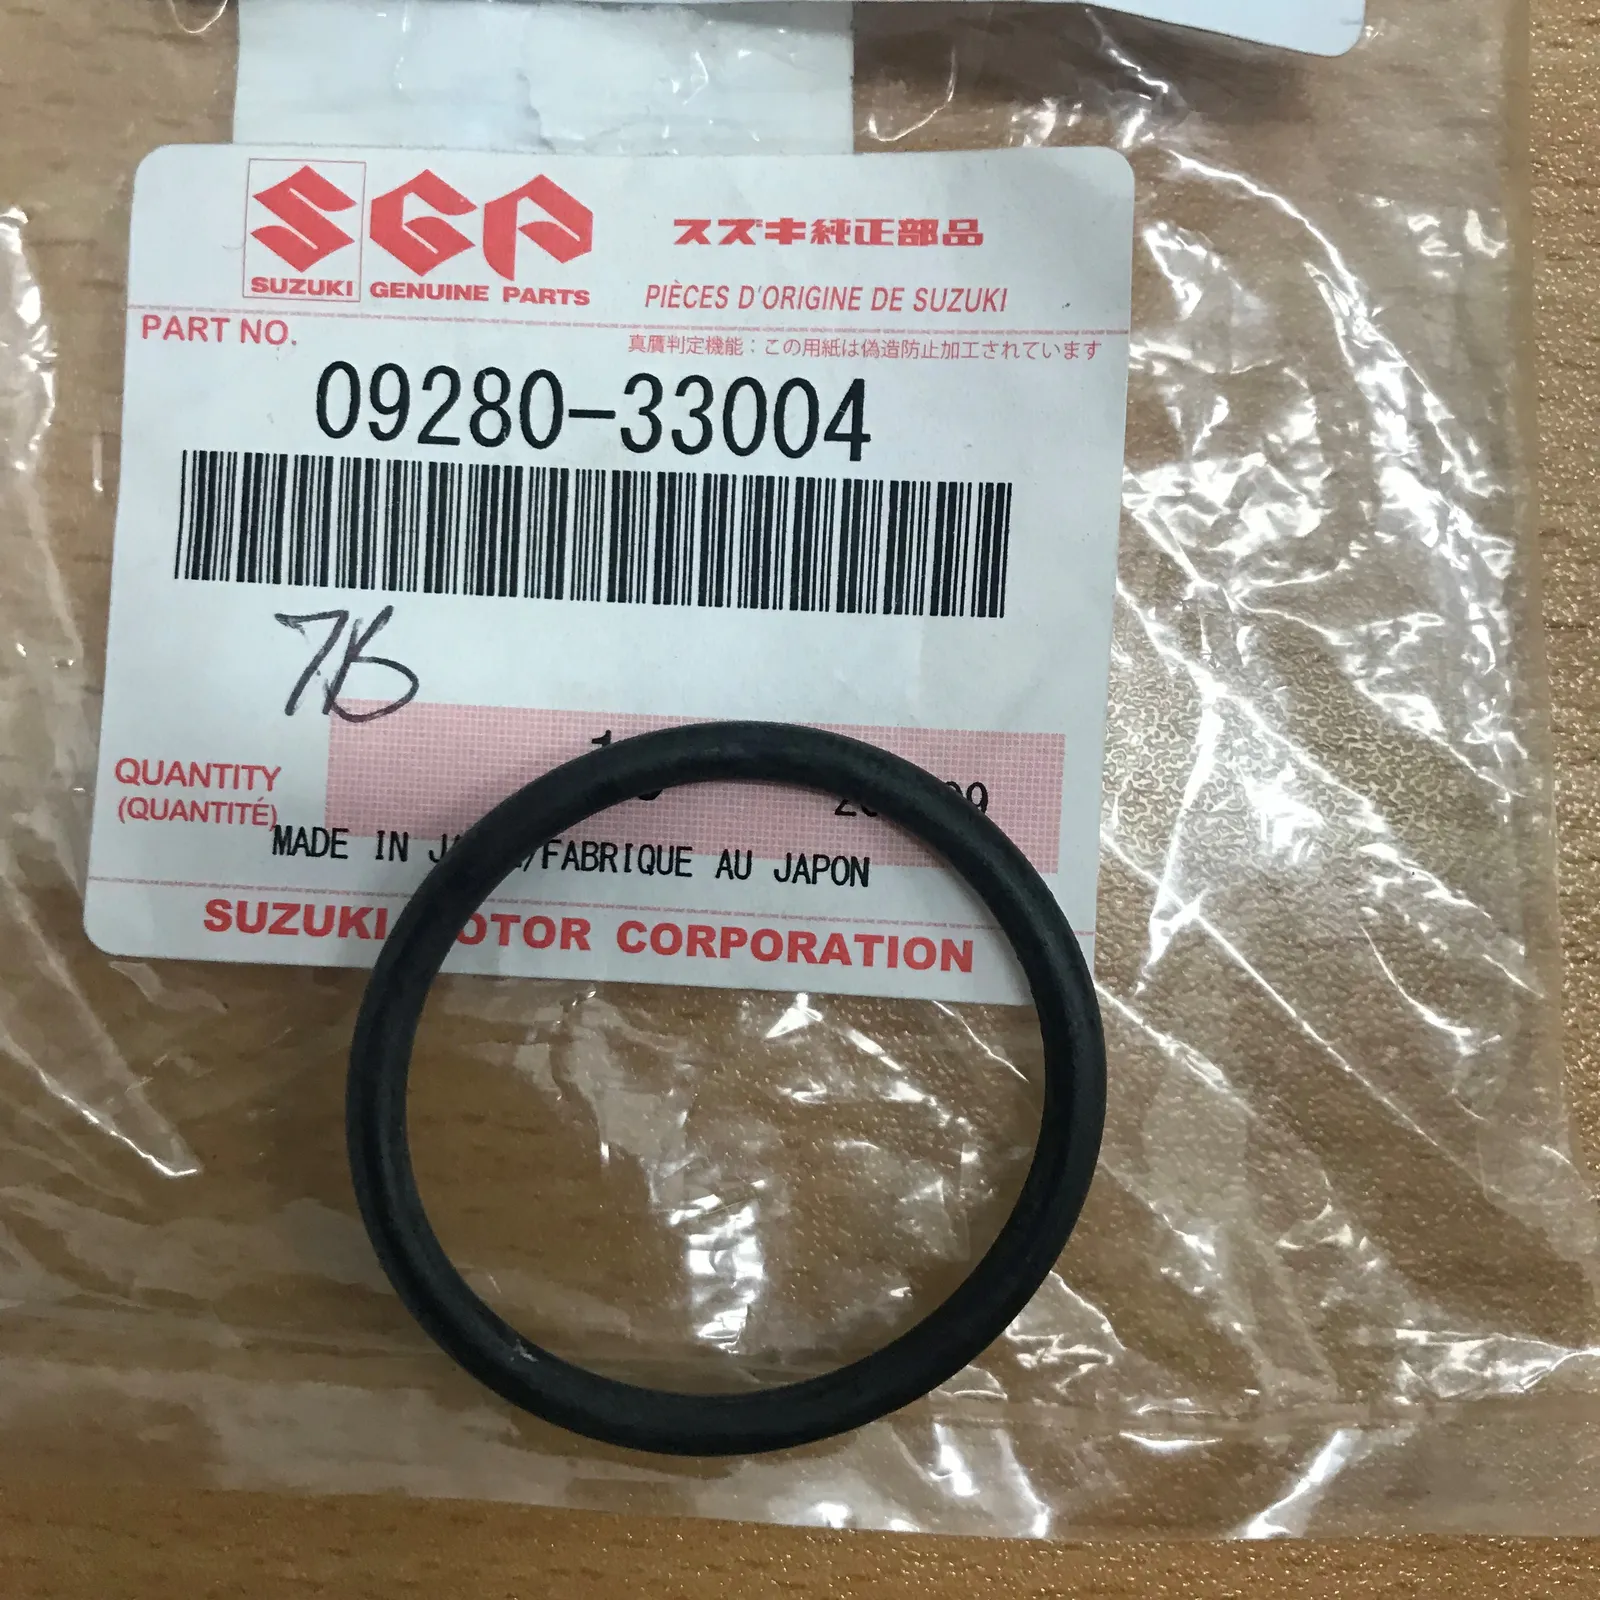 SGP
SUZUKI GENUINE PARTS
スズキ純正部品
PIÈCES D'ORIGINE DE SUZUKI
PART NO.
真贋判定機能：この用紙は偽造防止加工されています
09280-33004
QUANTITY
(QUANTITÉ)
1
MADE IN /FABRIQUE AU JAPON
SUZUKI MOTOR CORPORATION